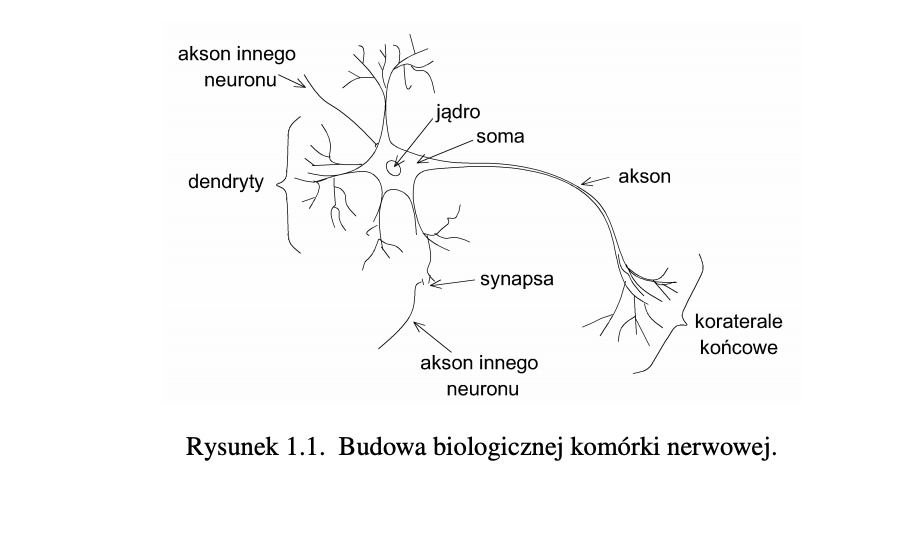 akson innego
neuronu
jądro
soma
dendryty
akson
synapsa
koraterale
końcowe
akson innego
neuronu
Rysunek 1.1. Budowa biologicznej komórki nerwowej.